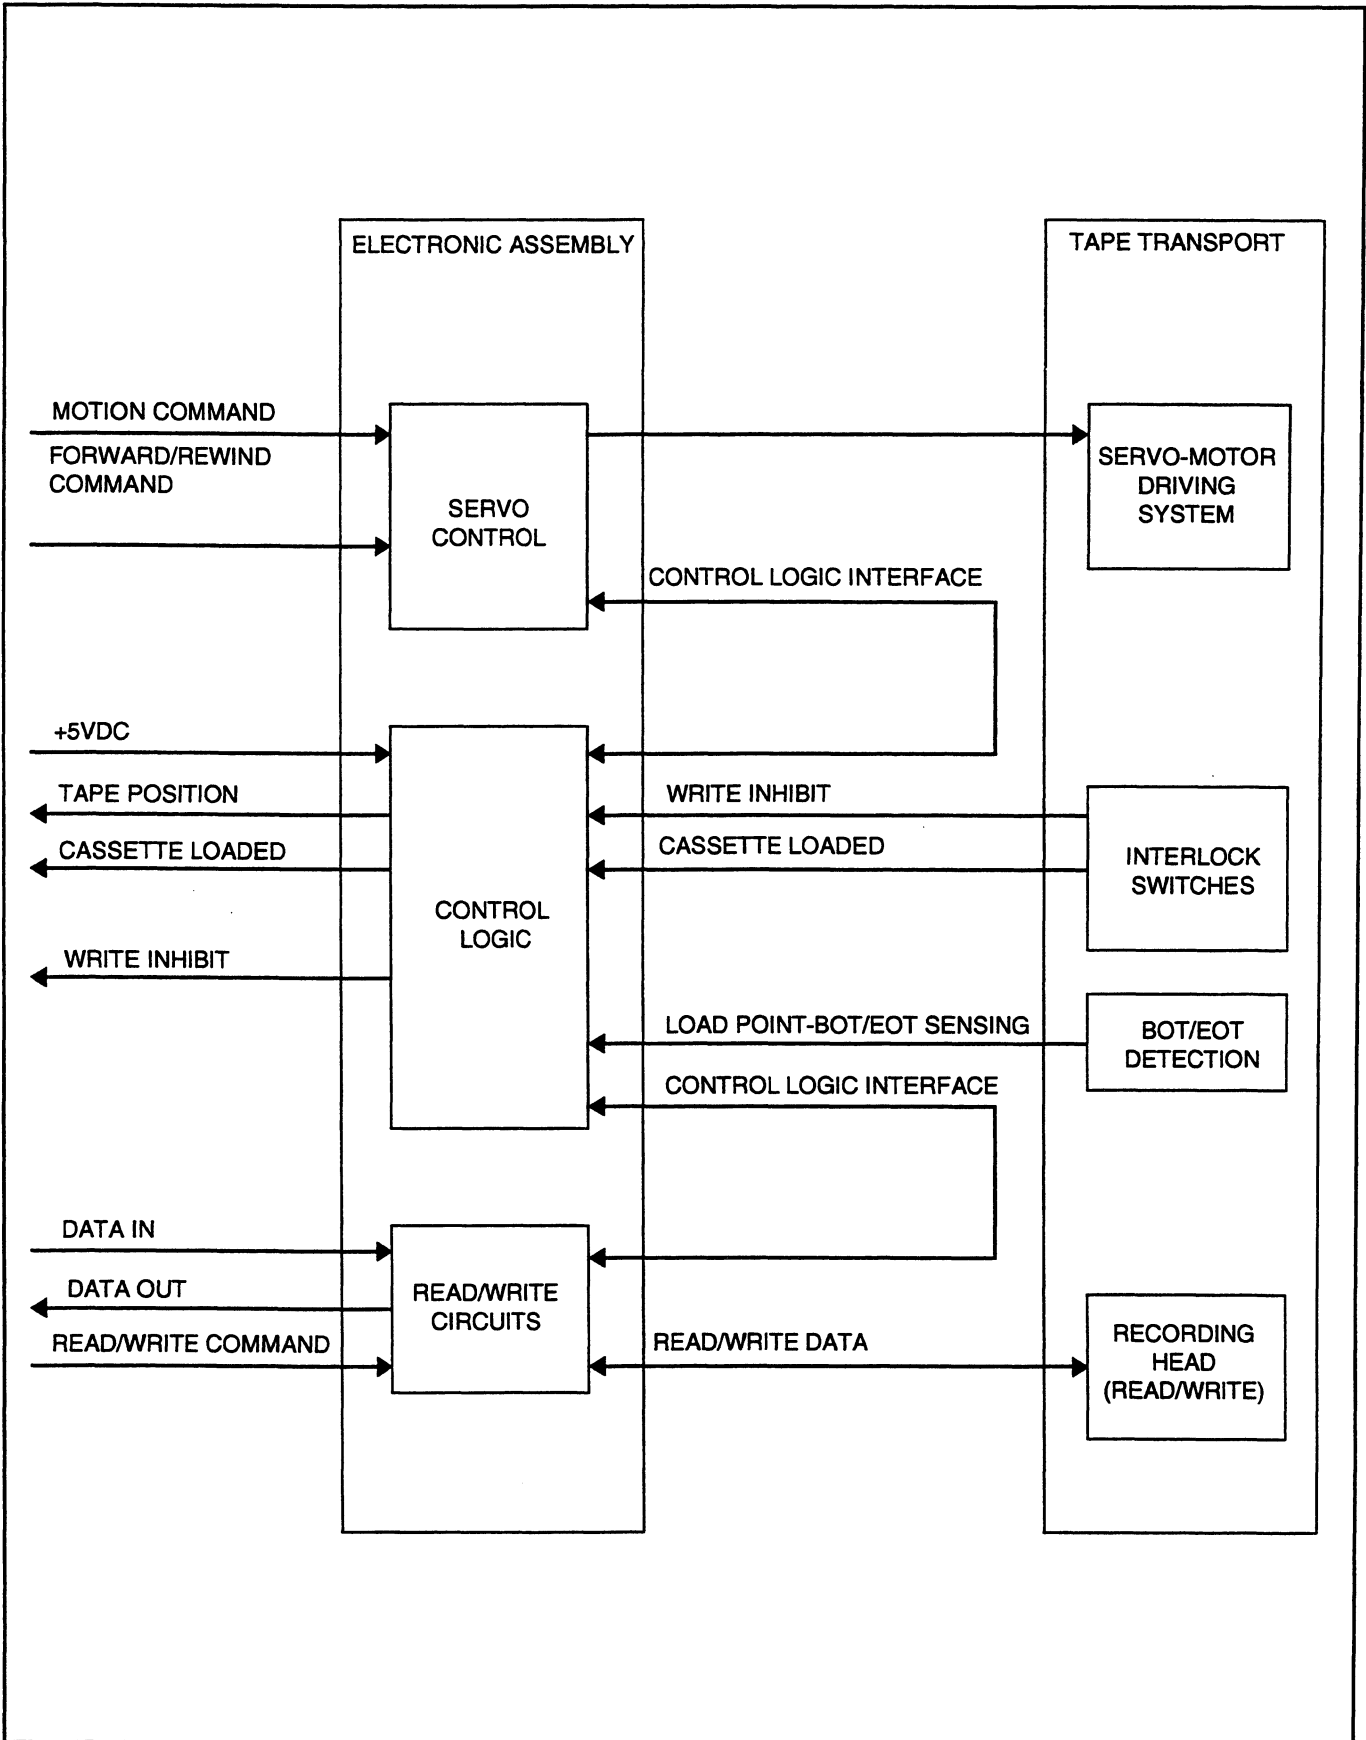 ELECTRONIC ASSEMBLY
TAPE TRANSPORT
MOTION COMMAND
FORWARD/REWIND
COMMAND
SERVO
CONTROL
SERVO-MOTOR
DRIVING
SYSTEM
CONTROL LOGIC INTERFACE
+5VDC
TAPE POSITION
CASSETTE LOADED
WRITE INHIBIT
CONTROL
LOGIC
WRITE INHIBIT
CASSETTE LOADED
INTERLOCK
SWITCHES
LOAD POINT-BOT/EOT SENSING
BOT/EOT
DETECTION
CONTROL LOGIC INTERFACE
DATA IN
DATA OUT
READ/WRITE COMMAND
READ/WRITE
CIRCUITS
READ/WRITE DATA
RECORDING
HEAD
(READ/WRITE)